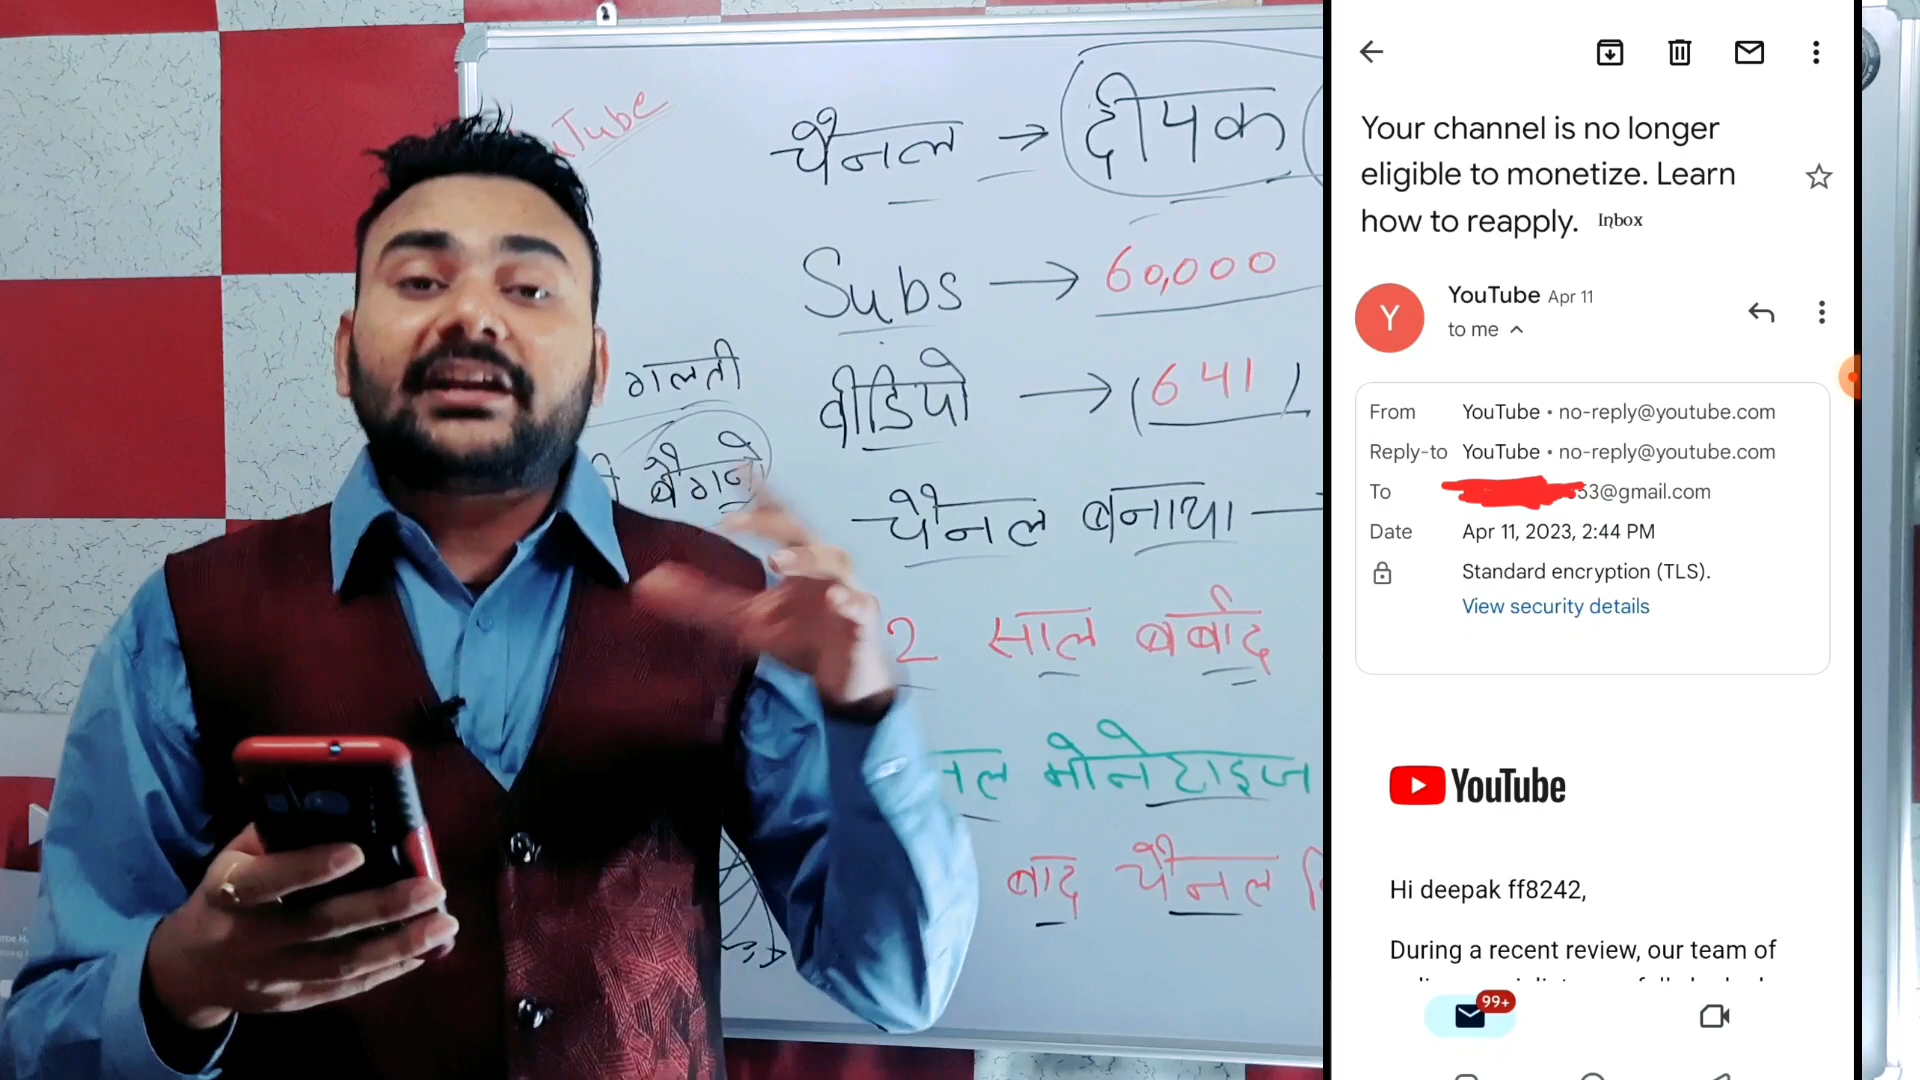 YouTube
चैनल → दीपक
Subs → 60,000
गलती
वीडियो → (641)
बैगन
चैनल बनाया →
2 साल बर्बाद
नल मोनेटाइज
बाद चैनल
Your channel is no longer
eligible to monetize. Learn
how to reapply. Inbox
Y
YouTube Apr 11
to me
From YouTube • no-reply@youtube.com
Reply-to YouTube • no-reply@youtube.com
To 53@gmail.com
Date Apr 11, 2023, 2:44 PM
Standard encryption (TLS).
View security details
YouTube
Hi deepak ff8242,
During a recent review, our team of
99+